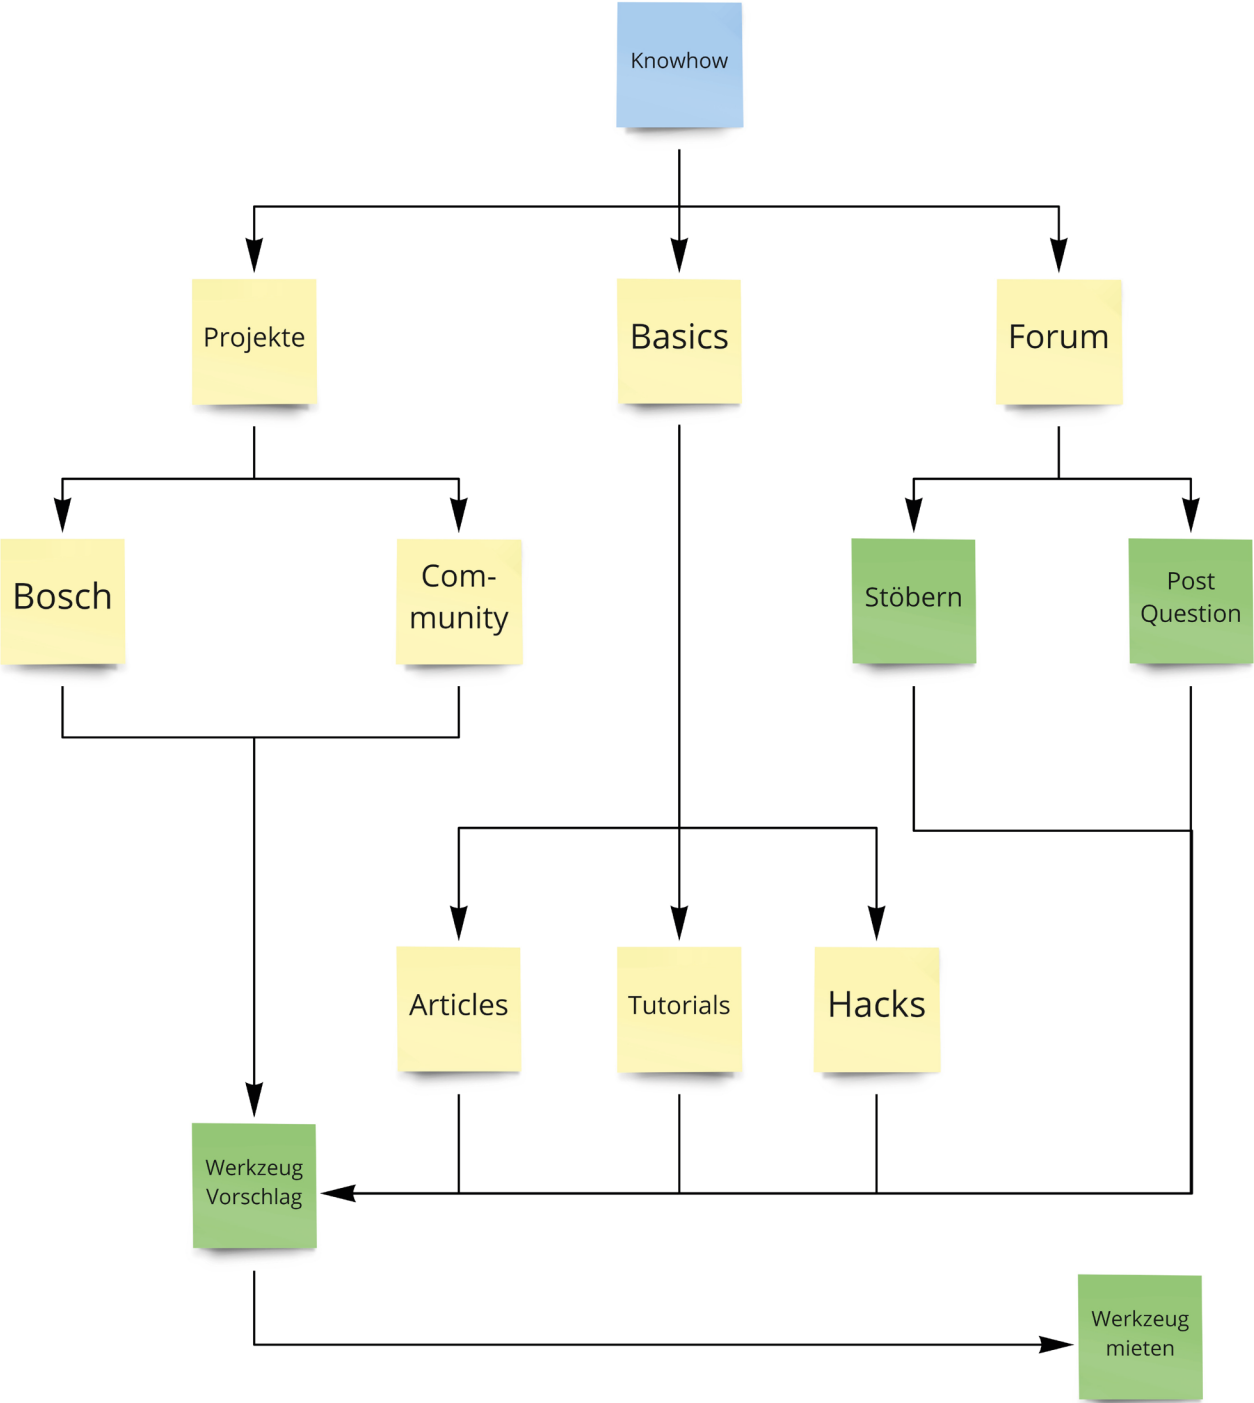 Knowhow
Projekte
Basics
Forum
Bosch
Com-
munity
Stöbern
Post
Question
Articles
Tutorials
Hacks
Werkzeug
Vorschlag
Werkzeug
mieten